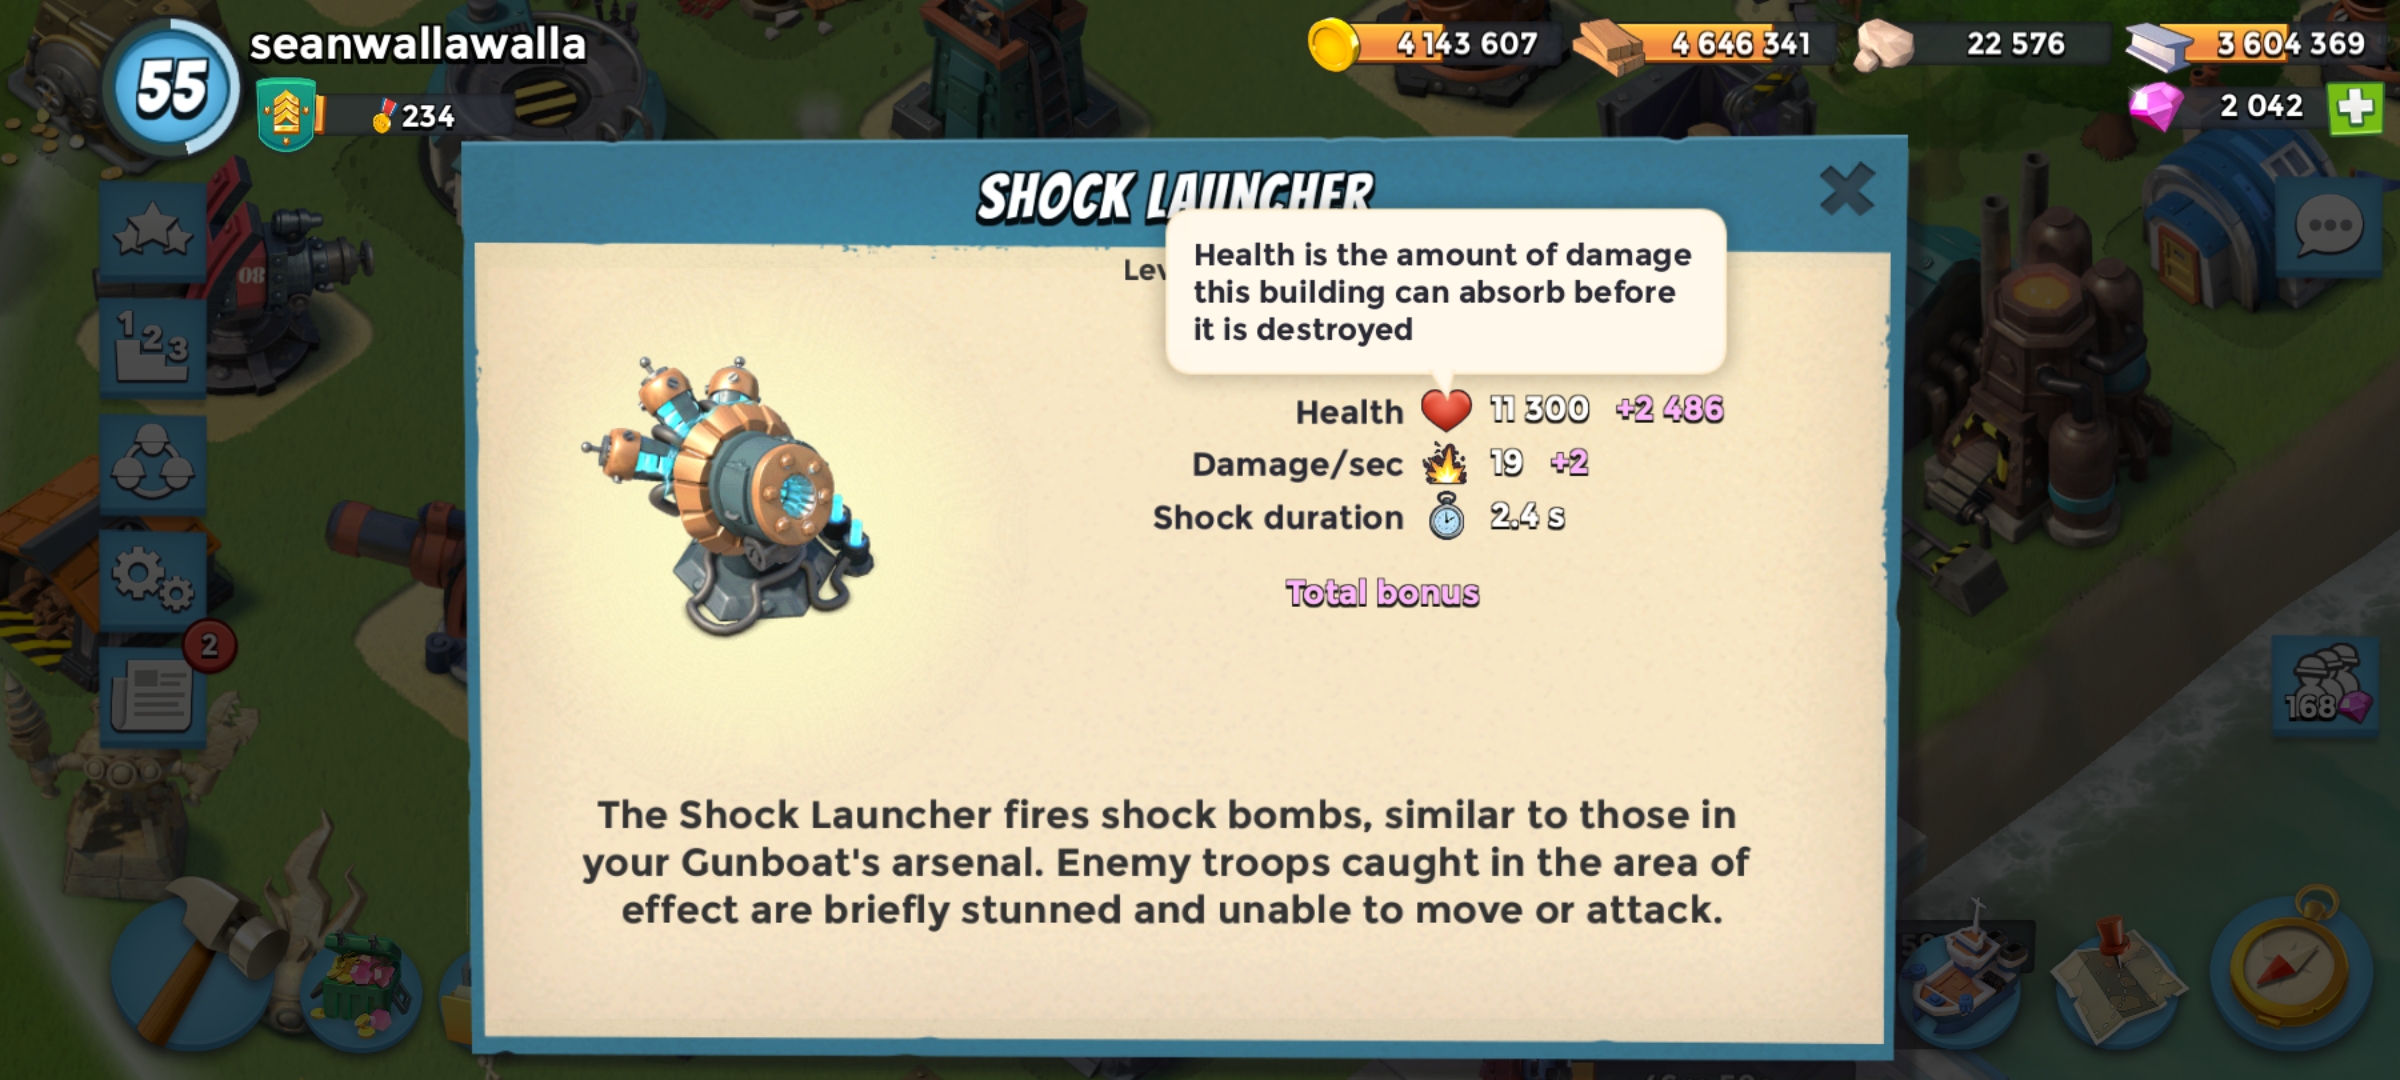 55
seanwallawalla
234
4 143 607
4 646 341
22 576
3 604 369
2 042
SHOCK LAUNCHER
Health is the amount of damage
this building can absorb before
it is destroyed
Health 11 300 +2 486
Damage/sec 19 +2
Shock duration 2.4 s
Total bonus
The Shock Launcher fires shock bombs, similar to those in
your Gunboat's arsenal. Enemy troops caught in the area of
effect are briefly stunned and unable to move or attack.
08
1 2 3
2
168